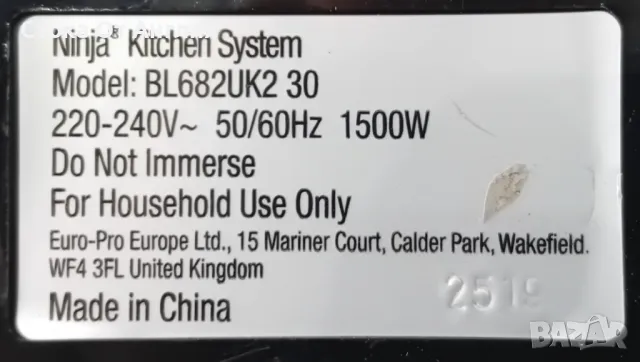 Ninja® Kitchen System
Model: BL682UK2 30
220-240V~ 50/60Hz 1500W
Do Not Immerse
For Household Use Only
Euro-Pro Europe Ltd., 15 Mariner Court, Calder Park, Wakefield.
WF4 3FL United Kingdom
Made in China
2519
BAZAR